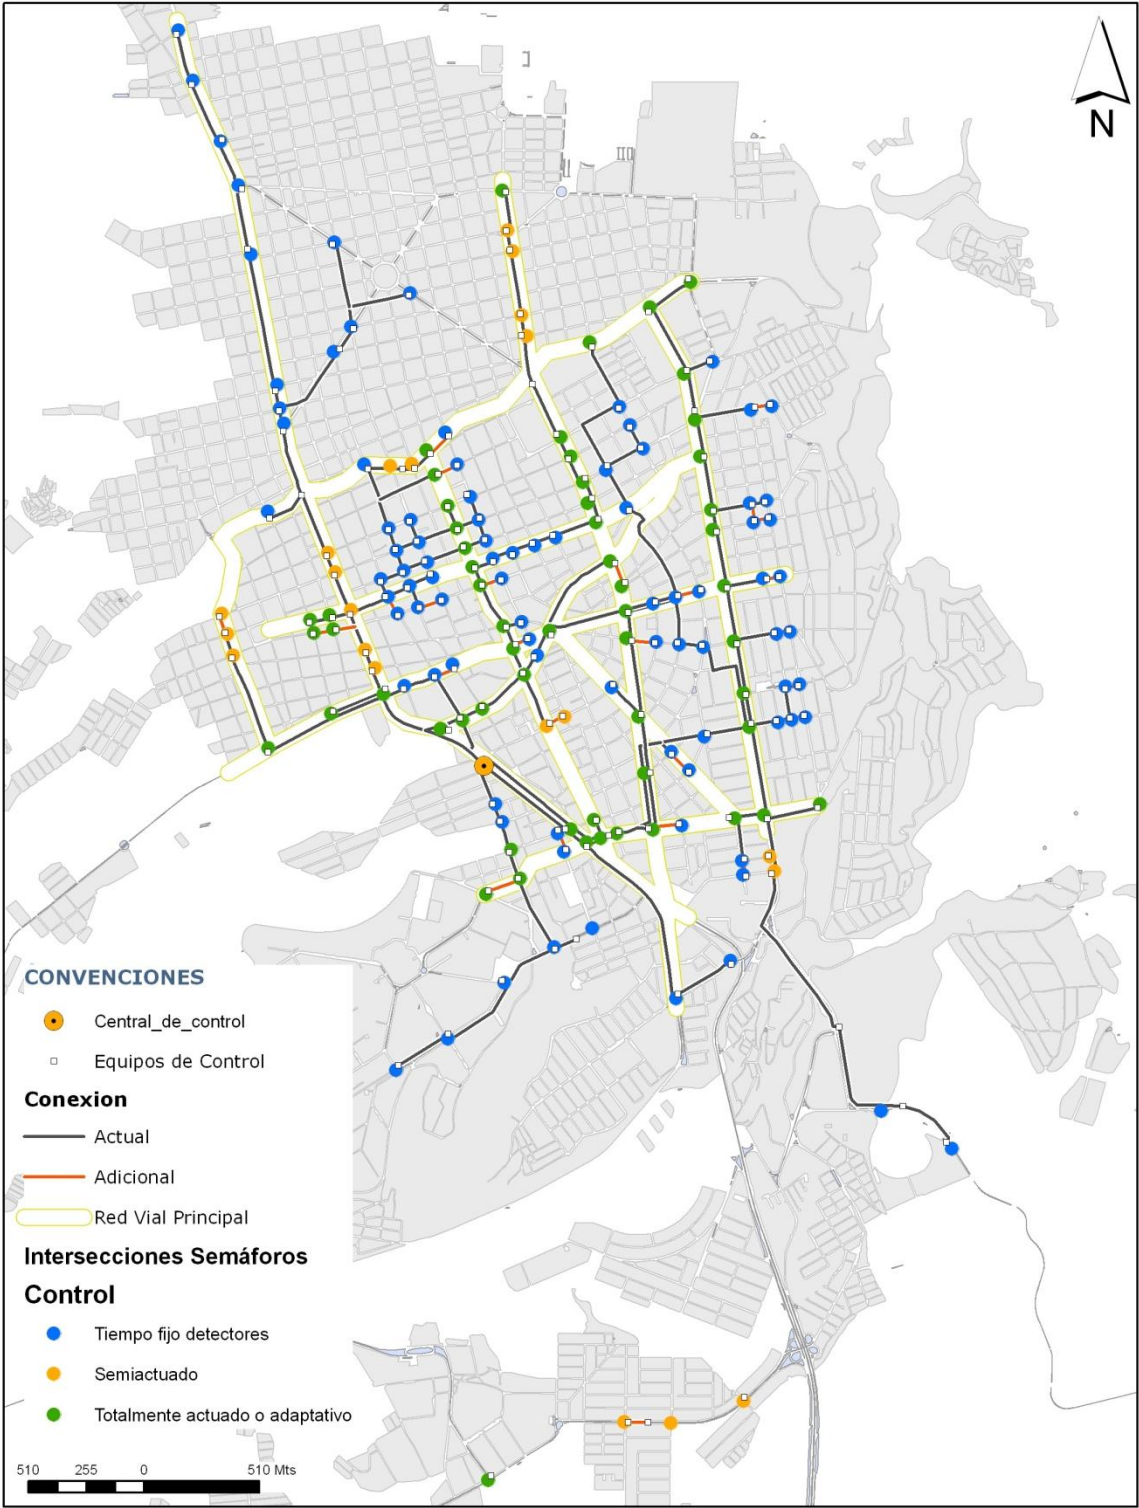 N
CONVENCIONES
Central_de_control
Equipos de Control
Conexion
Actual
Adicional
Red Vial Principal
Intersecciones Semáforos
Control
Tiempo fijo detectores
Semiactuado
Totalmente actuado o adaptativo
510 255 0 510 Mts